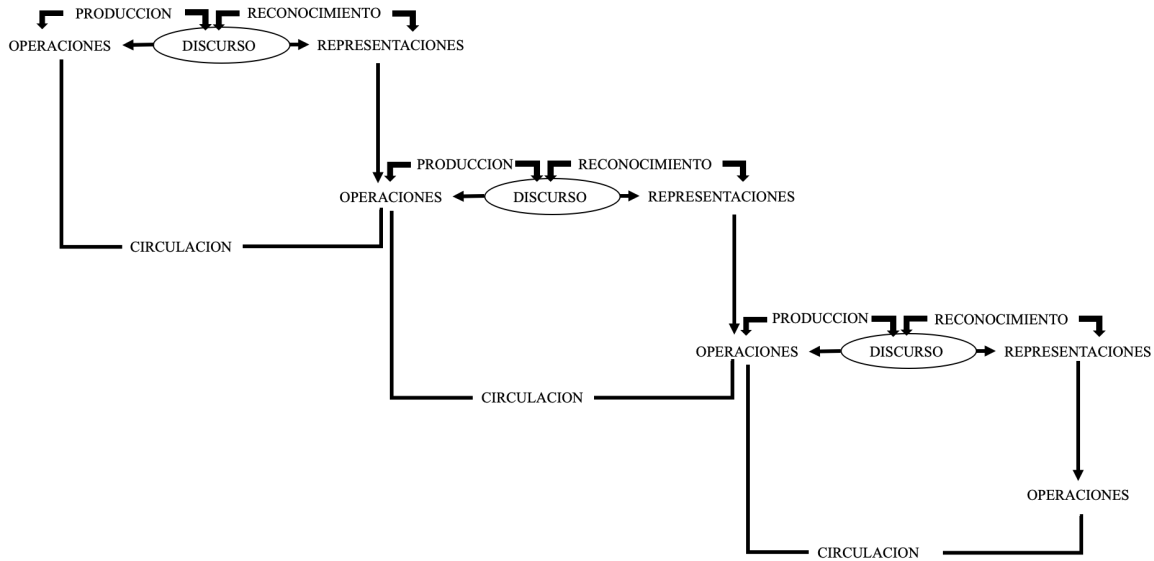 PRODUCCION RECONOCIMIENTO
OPERACIONES DISCURSO REPRESENTACIONES
PRODUCCION RECONOCIMIENTO
OPERACIONES DISCURSO REPRESENTACIONES
CIRCULACION
PRODUCCION RECONOCIMIENTO
OPERACIONES DISCURSO REPRESENTACIONES
CIRCULACION
OPERACIONES
CIRCULACION